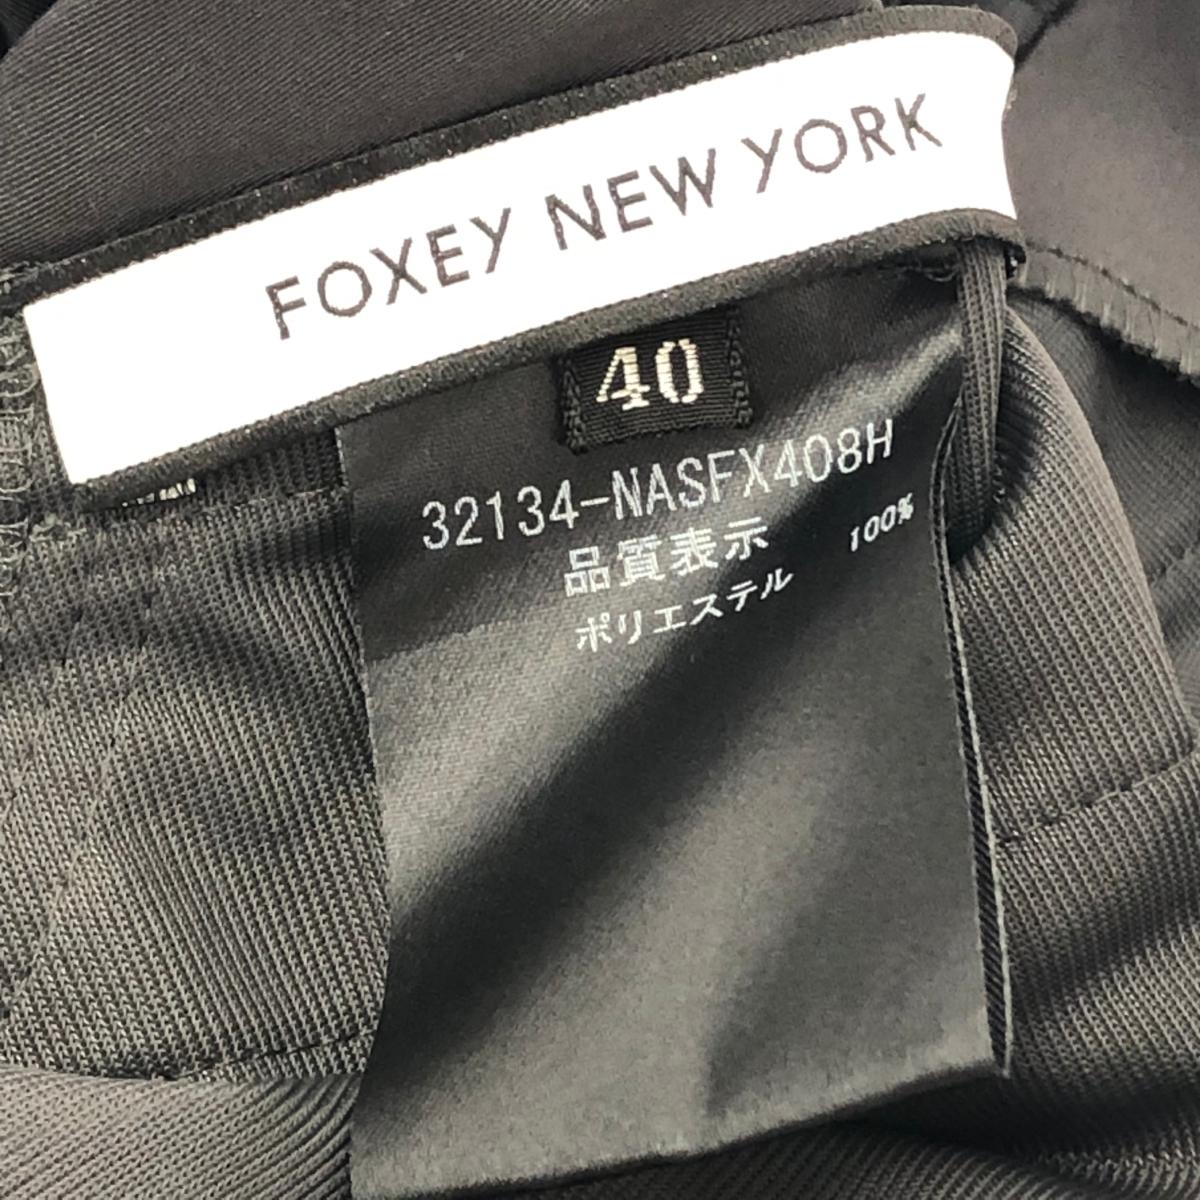 FOXEY NEW YORK
40
32134-NASFX408H
品質表示
ポリエステル 100%